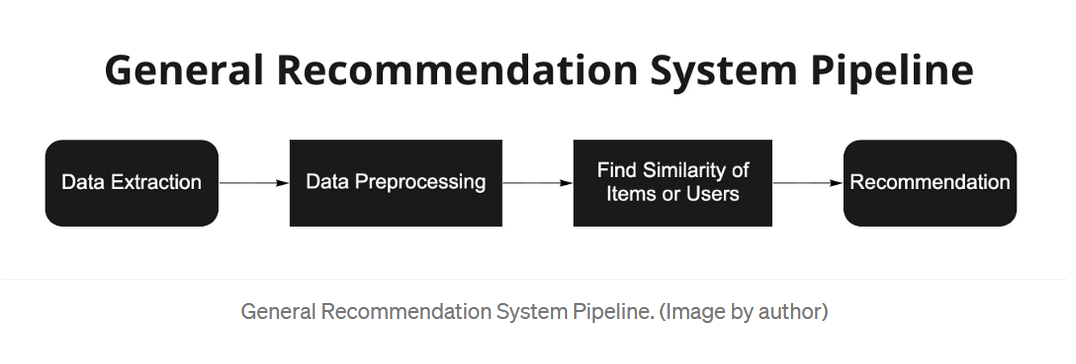 General Recommendation System Pipeline
Data Extraction
Data Preprocessing
Find Similarity of
Items or Users
Recommendation
General Recommendation System Pipeline. (Image by author)